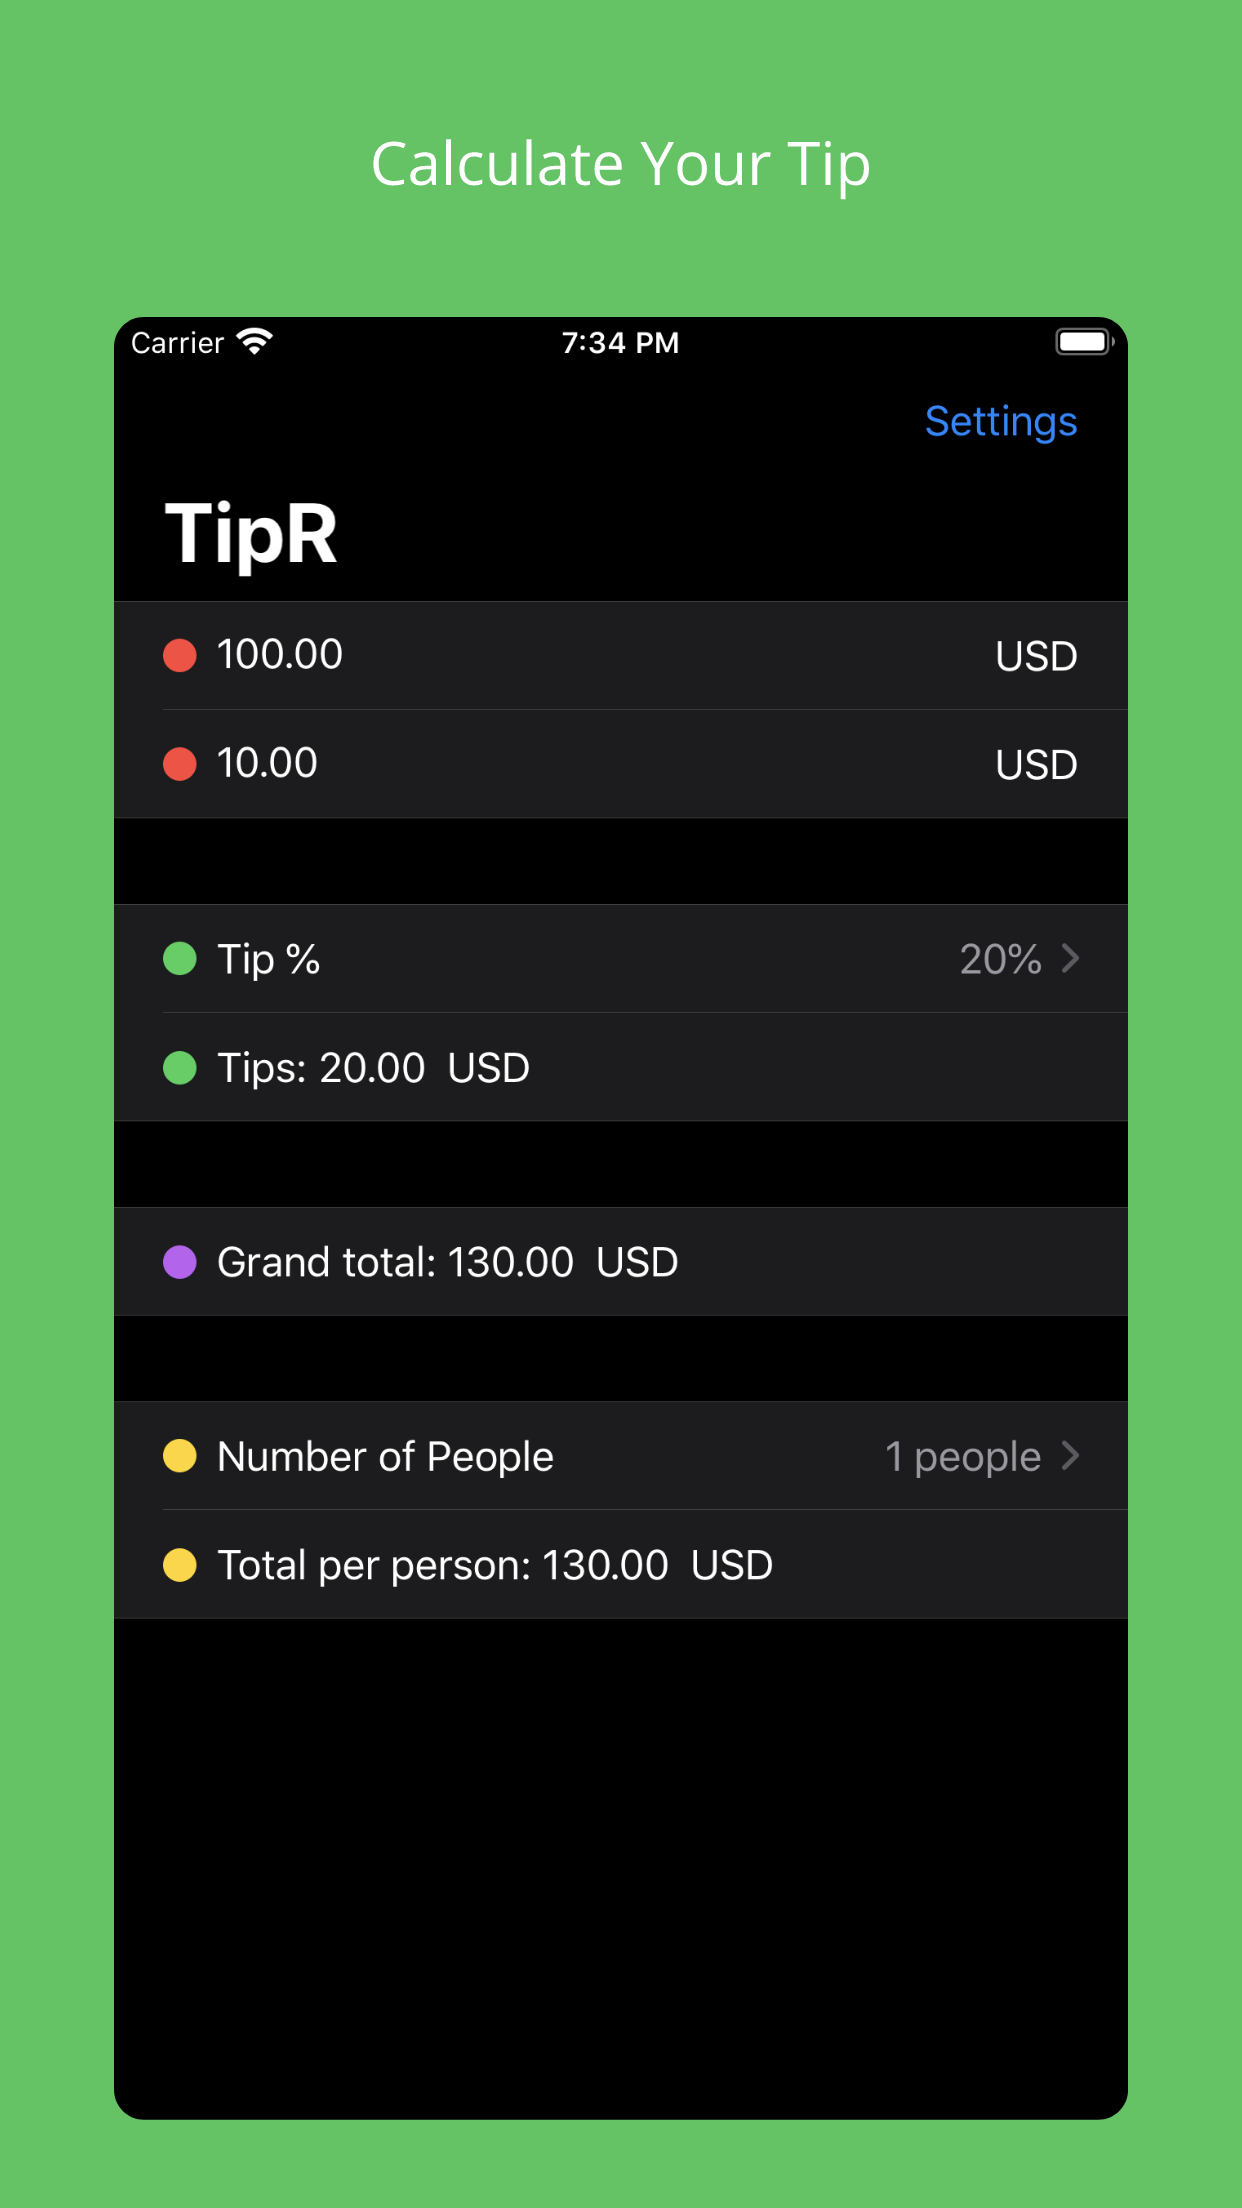 Calculate Your Tip
Carrier 7:34 PM
Settings
TipR
100.00 USD
10.00 USD
Tip % 20%
Tips: 20.00 USD
Grand total: 130.00 USD
Number of People 1 people
Total per person: 130.00 USD